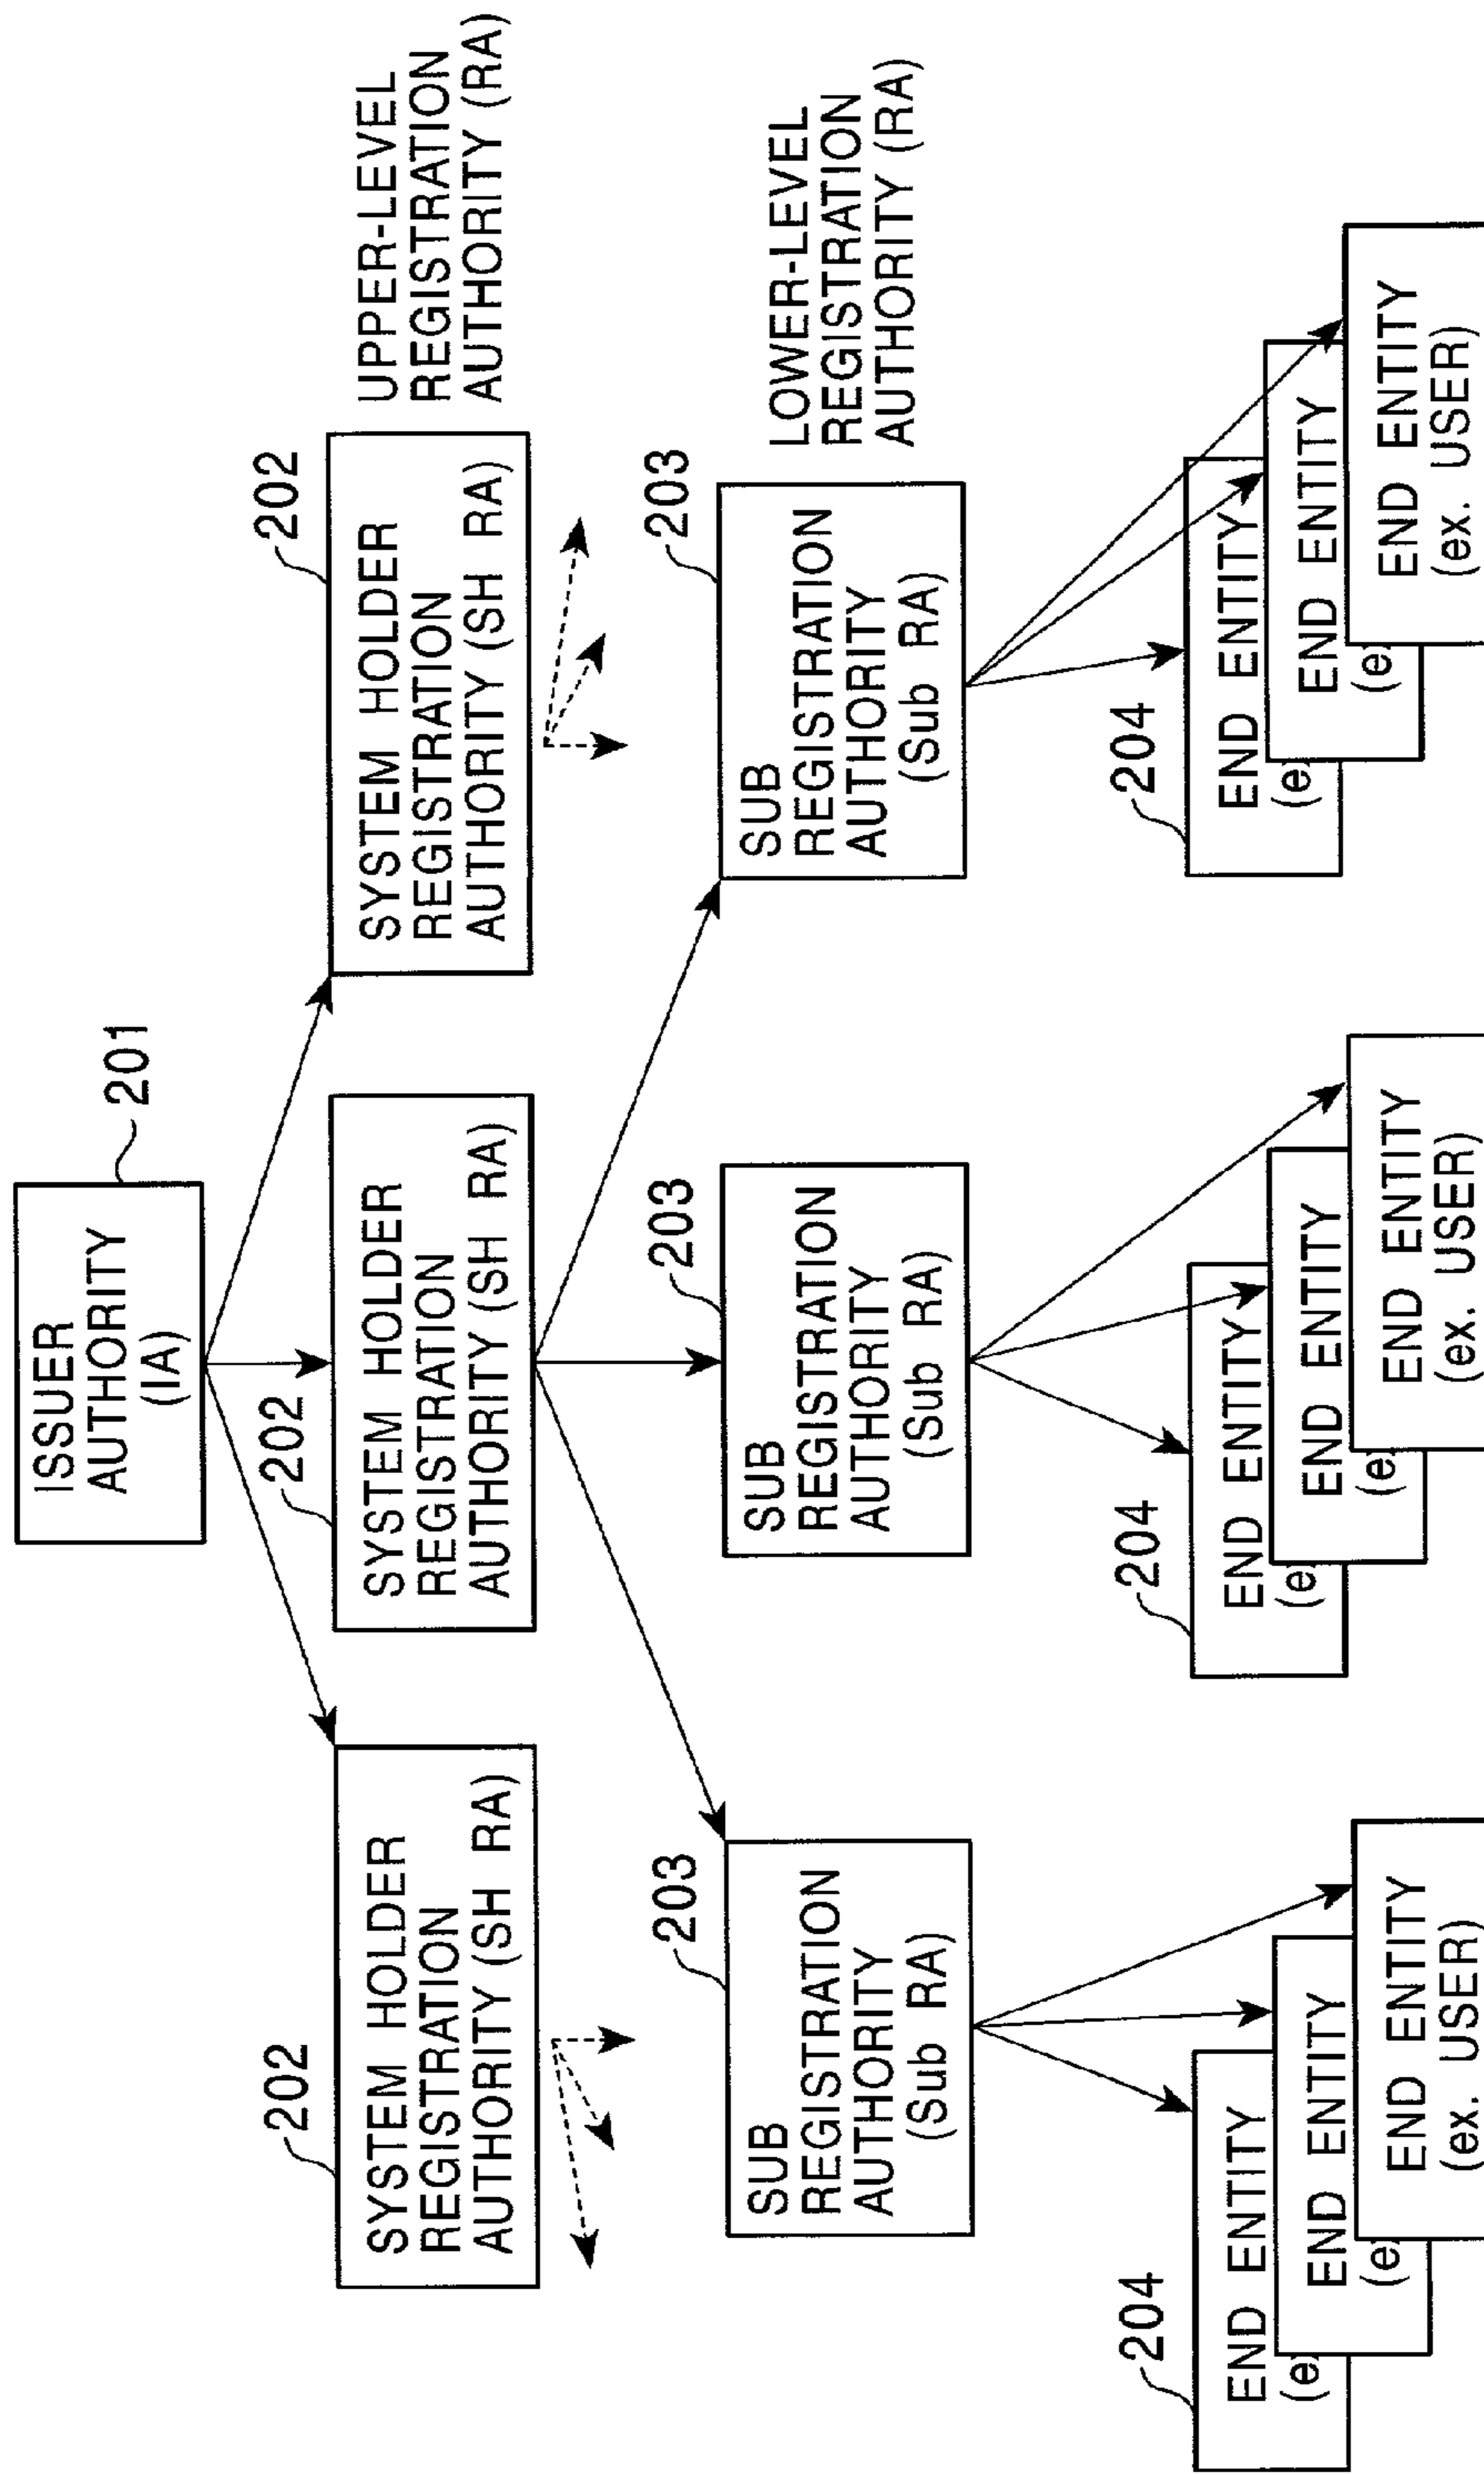 ISSUER
AUTHORITY
(IA)
201
202
SYSTEM HOLDER
REGISTRATION
AUTHORITY (SH RA)
202
SYSTEM HOLDER
REGISTRATION
AUTHORITY (SH RA)
202
SYSTEM HOLDER
REGISTRATION
AUTHORITY (SH RA)
UPPER-LEVEL
REGISTRATION
AUTHORITY (RA)
203
SUB
REGISTRATION
AUTHORITY
(Sub RA)
203
SUB
REGISTRATION
AUTHORITY
(Sub RA)
203
SUB
REGISTRATION
AUTHORITY
(Sub RA)
LOWER-LEVEL
REGISTRATION
AUTHORITY (RA)
204
END ENTITY
(e
END ENTITY
(e
END ENTITY
(ex. USER)
204
END ENTITY
(e
END ENTITY
(e
END ENTITY
(ex. USER)
204
END ENTITY
(e
END ENTITY
(e
END ENTITY
(ex. USER)